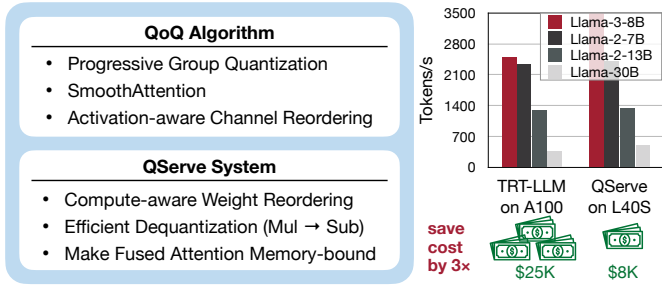 QoQ Algorithm
• Progressive Group Quantization
• SmoothAttention
• Activation-aware Channel Reordering
QServe System
• Compute-aware Weight Reordering
• Efficient Dequantization (Mul → Sub)
• Make Fused Attention Memory-bound
Tokens/s
3500
2800
2100
1400
700
0
Llama-3-8B
Llama-2-7B
Llama-2-13B
Llama-30B
TRT-LLM
on A100
QServe
on L40S
save
cost
by 3×
$25K
$8K